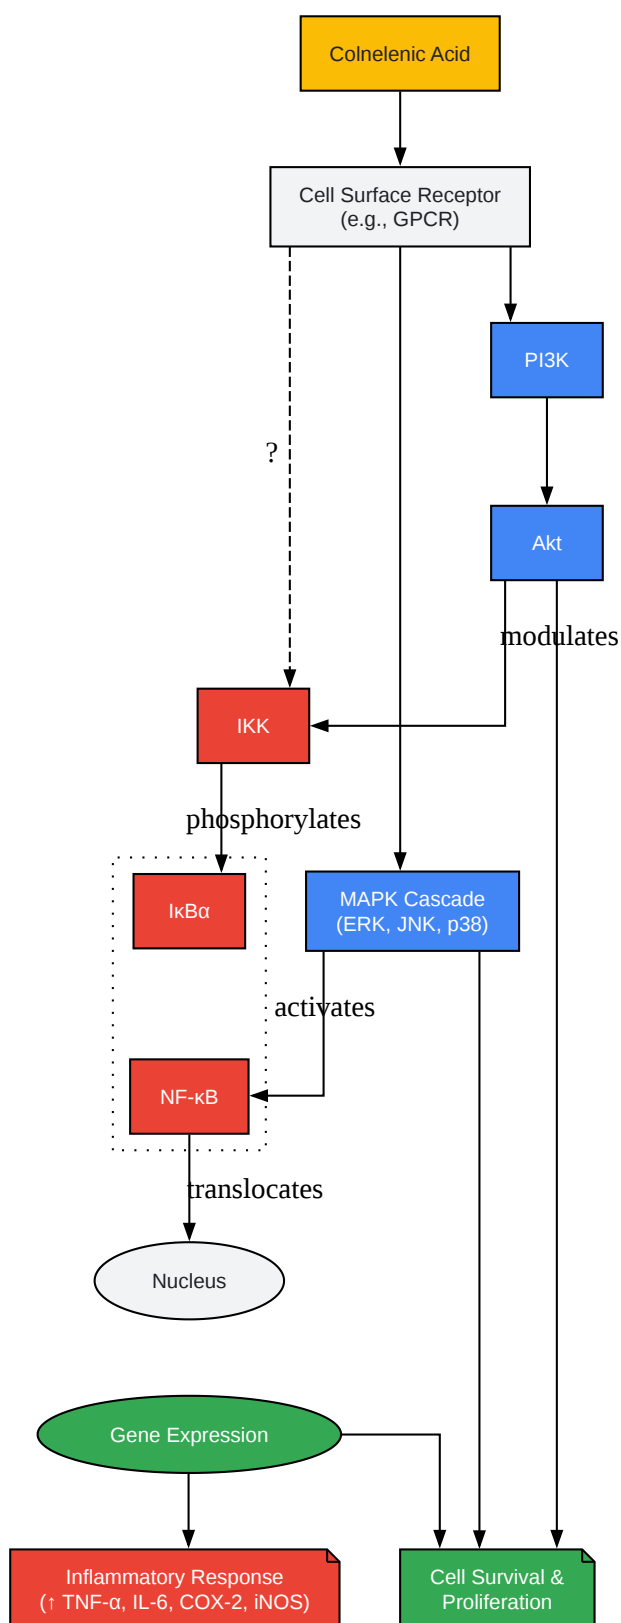 Colnelenic Acid
Cell Surface Receptor
(e.g., GPCR)
PI3K
?
Akt
modulates
IKK
phosphorylates
IκBα
MAPK Cascade
(ERK, JNK, p38)
activates
NF-κB
translocates
Nucleus
Gene Expression
Inflammatory Response
(↑ TNF-α, IL-6, COX-2, iNOS)
Cell Survival &
Proliferation